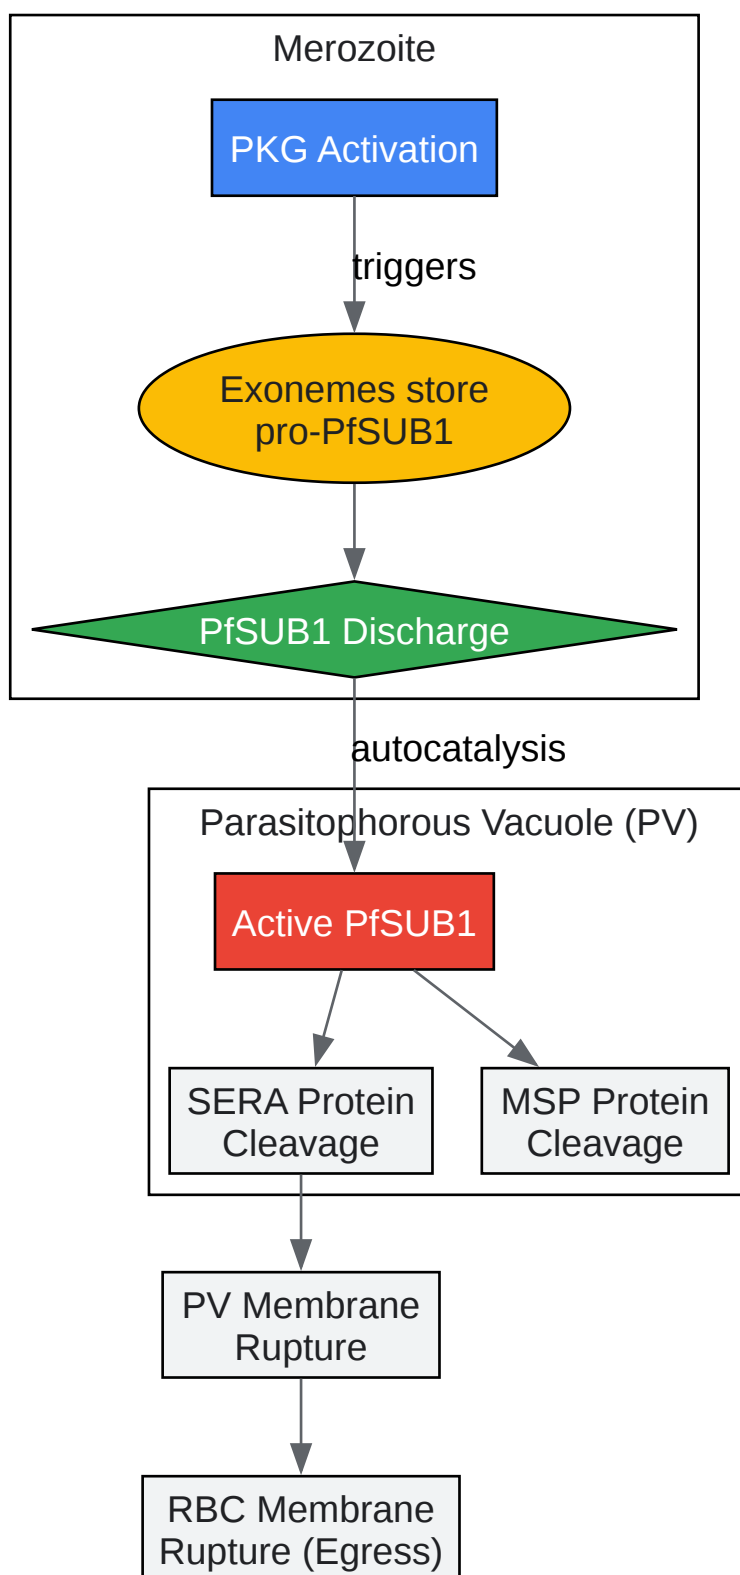 Merozoite
PKG Activation
triggers
Exonemes store
pro-PfSUB1
PfSUB1 Discharge
autocatalysis
Parasitophorous Vacuole (PV)
Active PfSUB1
SERA Protein
Cleavage
MSP Protein
Cleavage
PV Membrane
Rupture
RBC Membrane
Rupture (Egress)